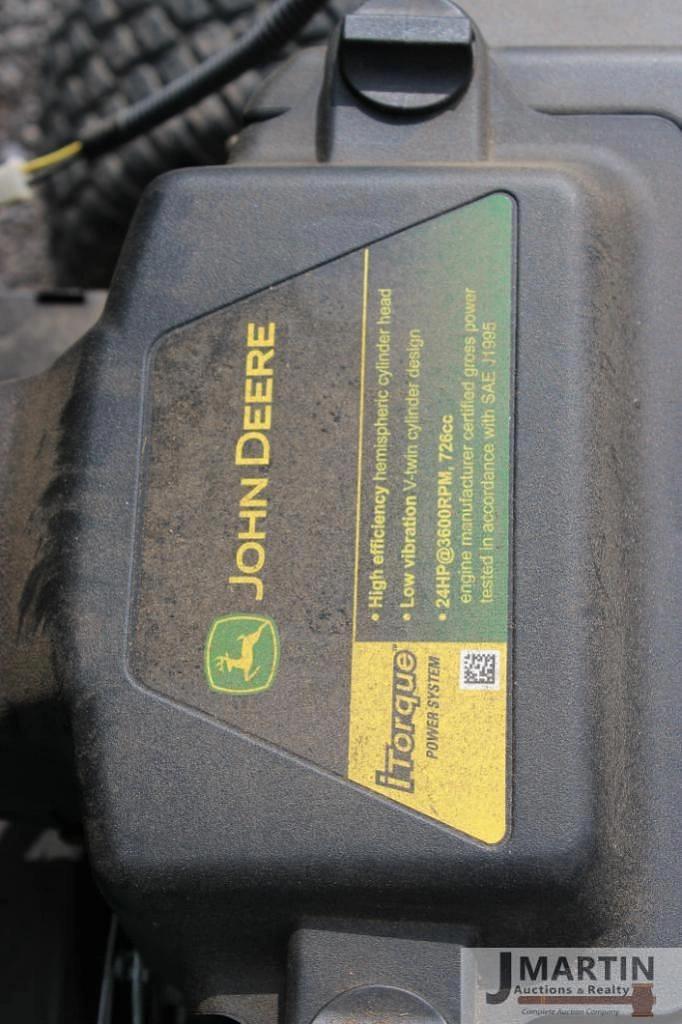 JOHN DEERE
• High efficiency hemispheric cylinder head
• Low vibration V-twin cylinder design
• 24HP@3600RPM, 726cc
engine manufacturer certified gross power
tested in accordance with SAE J1995
iTorque™
POWER SYSTEM
J MARTIN
Auctions & Realty
Complete Auction Company